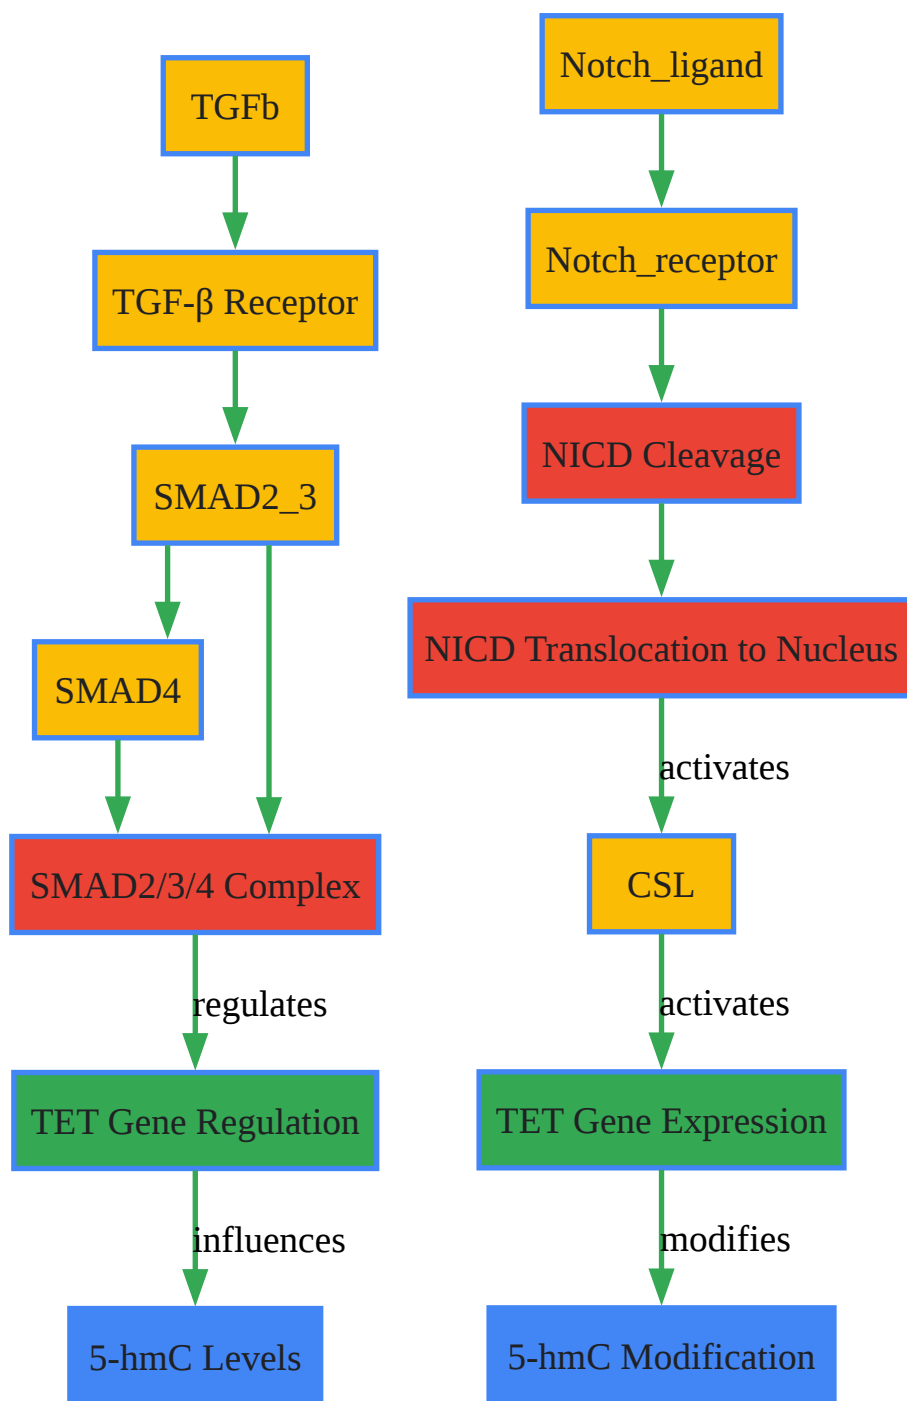 TGFb
TGF-β Receptor
SMAD2_3
SMAD4
SMAD2/3/4 Complex
regulates
TET Gene Regulation
influences
5-hmC Levels
Notch_ligand
Notch_receptor
NICD Cleavage
NICD Translocation to Nucleus
activates
CSL
activates
TET Gene Expression
modifies
5-hmC Modification